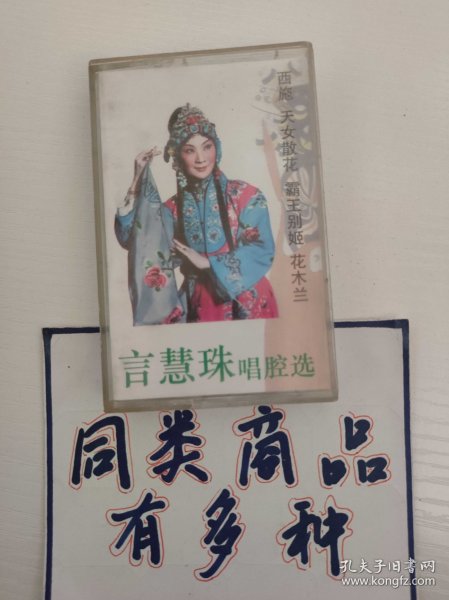 西施 天女散花 霸王别姬 花木兰
言慧珠唱腔选
同类商品
有多种
孔夫子旧书网
www.kongfz.com